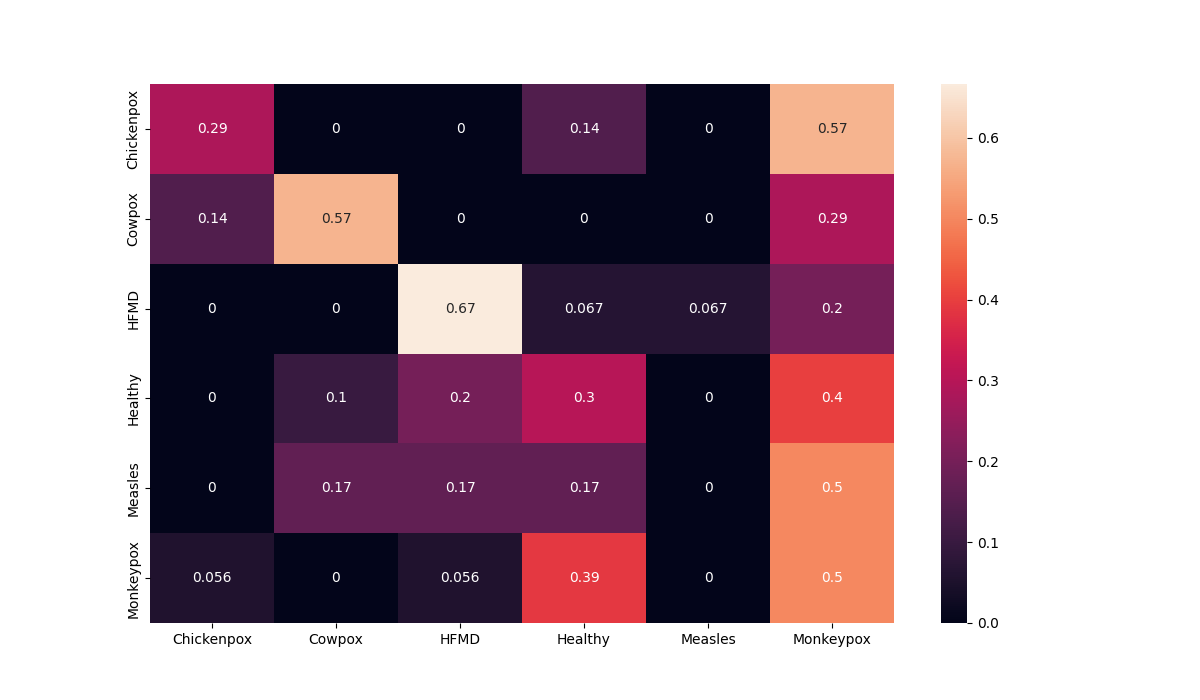 Chickenpox 0.29 0 0 0.14 0 0.57
Cowpox 0.14 0.57 0 0 0 0.29
HFMD 0 0 0.67 0.067 0.067 0.2
Healthy 0 0.1 0.2 0.3 0 0.4
Measles 0 0.17 0.17 0.17 0 0.5
Monkeypox 0.056 0 0.056 0.39 0 0.5
Chickenpox Cowpox HFMD Healthy Measles Monkeypox
0.6
0.5
0.4
0.3
0.2
0.1
0.0